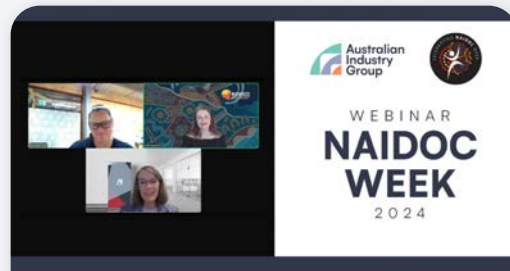 Australian
Industry
Group
WEBINAR
NAIDOC
WEEK
2024